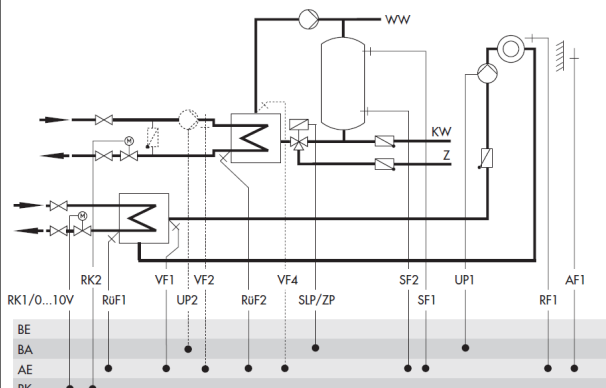 WW
M
KW
Z
M
RK2 VF1 VF2 VF4 SF2 UP1 AF1
RK1/0...10V RüF1 UP2 RüF2 SLP/ZP SF1 RF1
BE
BA
AE
RK